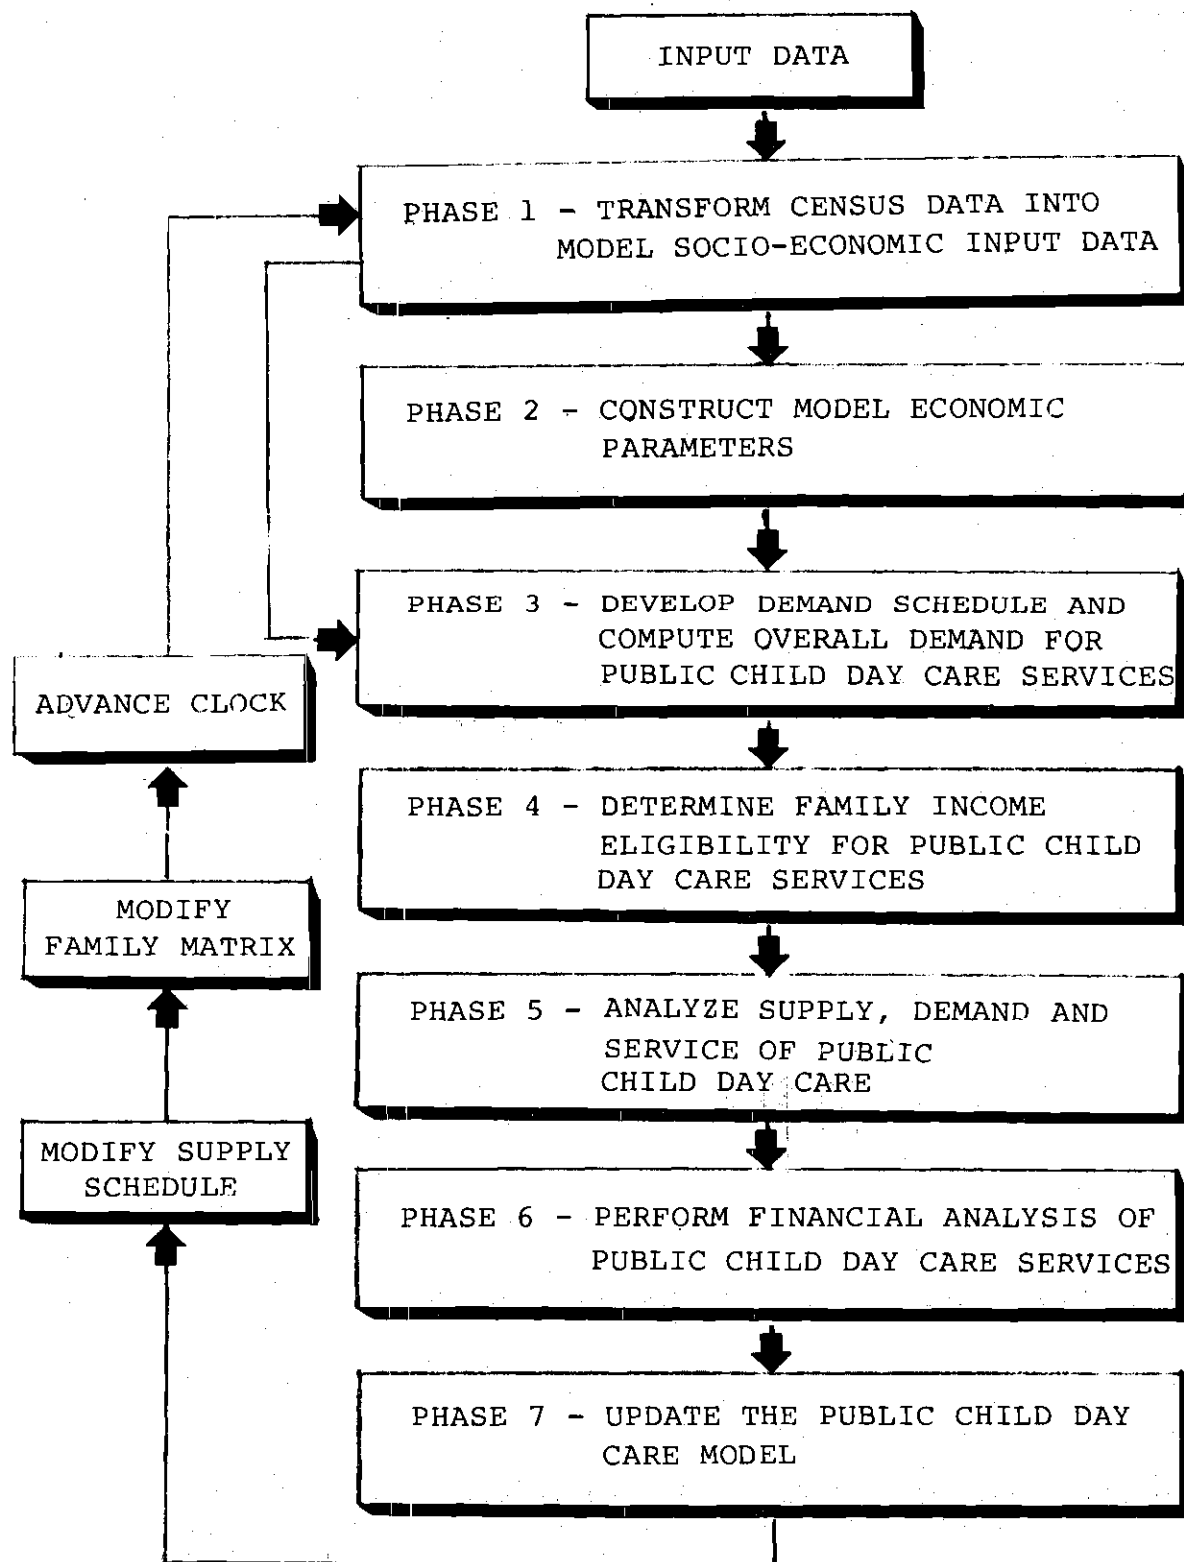 INPUT DATA
PHASE 1 - TRANSFORM CENSUS DATA INTO
MODEL SOCIO-ECONOMIC INPUT DATA
PHASE 2 - CONSTRUCT MODEL ECONOMIC
PARAMETERS
PHASE 3 - DEVELOP DEMAND SCHEDULE AND
COMPUTE OVERALL DEMAND FOR
PUBLIC CHILD DAY CARE SERVICES
PHASE 4 - DETERMINE FAMILY INCOME
ELIGIBILITY FOR PUBLIC CHILD
DAY CARE SERVICES
PHASE 5 - ANALYZE SUPPLY, DEMAND AND
SERVICE OF PUBLIC
CHILD DAY CARE
PHASE 6 - PERFORM FINANCIAL ANALYSIS OF
PUBLIC CHILD DAY CARE SERVICES
PHASE 7 - UPDATE THE PUBLIC CHILD DAY
CARE MODEL
MODIFY SUPPLY
SCHEDULE
MODIFY
FAMILY MATRIX
ADVANCE CLOCK